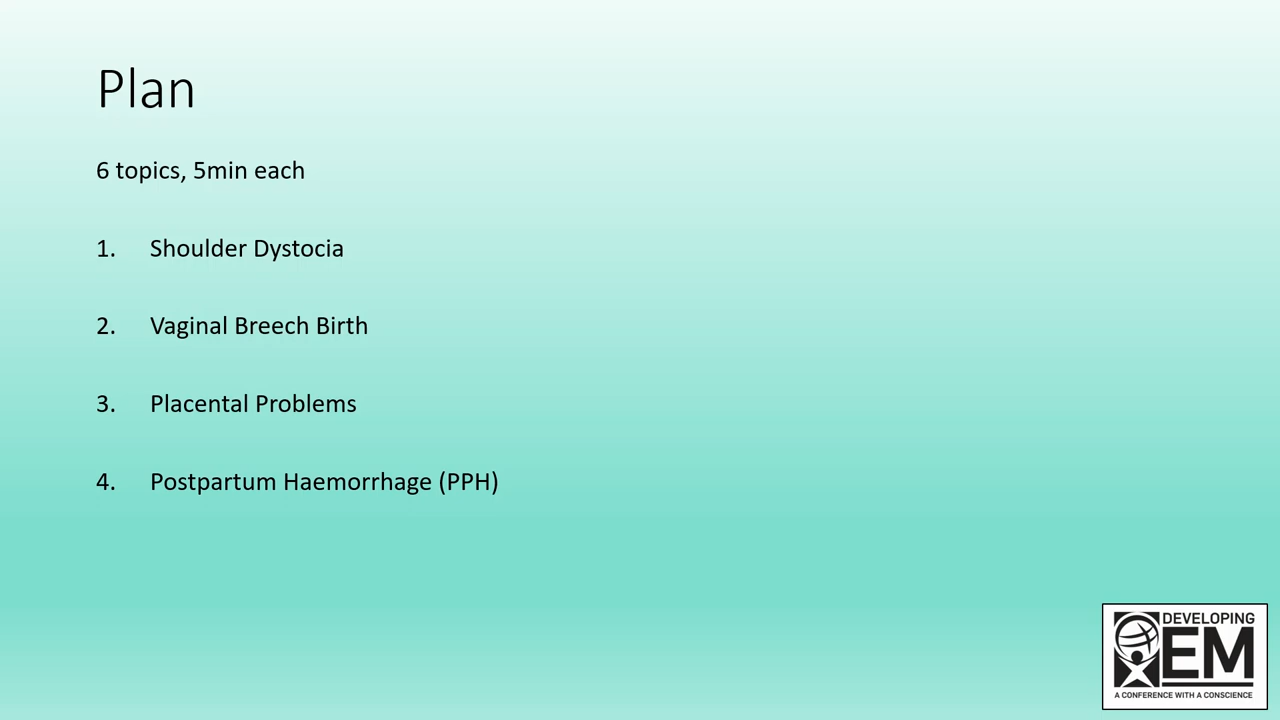 Plan
6 topics, 5min each
1. Shoulder Dystocia
2. Vaginal Breech Birth
3. Placental Problems
4. Postpartum Haemorrhage (PPH)
DEVELOPING
EM
A CONFERENCE WITH A CONSCIENCE